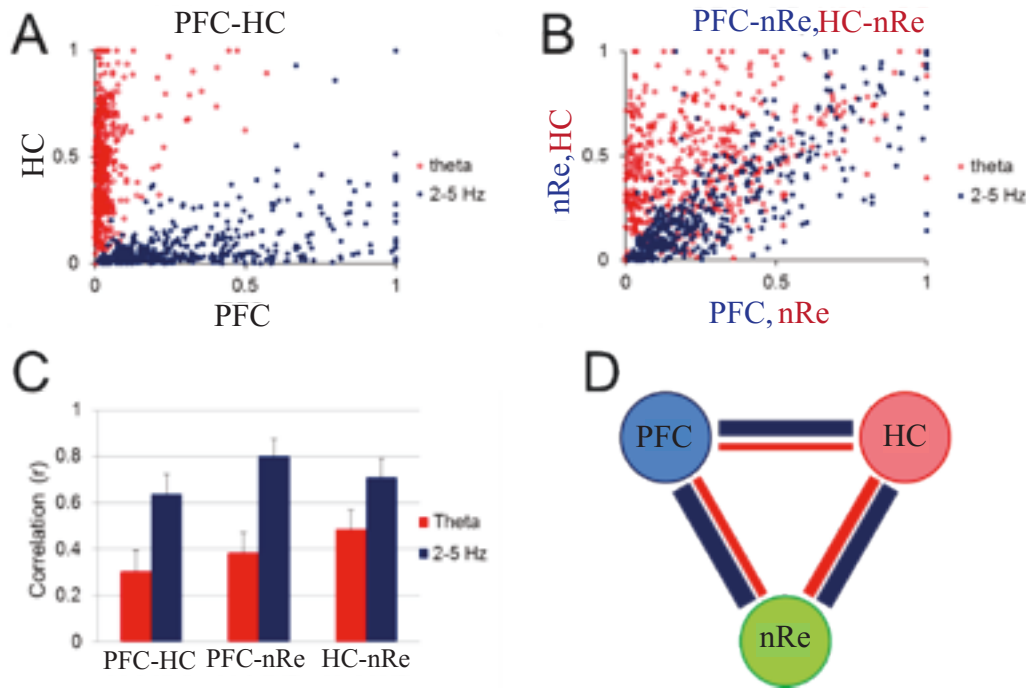 A
PFC-HC
HC
1
0.5
0
0
0.5
1
PFC
theta
2-5 Hz
B
PFC-nRe,HC-nRe
nRe,HC
1
0.5
0
0
0.5
1
PFC, nRe
theta
2-5 Hz
C
Correlation (r)
1
0.8
0.6
0.4
0.2
0
PFC-HC PFC-nRe HC-nRe
Theta
2-5 Hz
D
PFC
HC
nRe